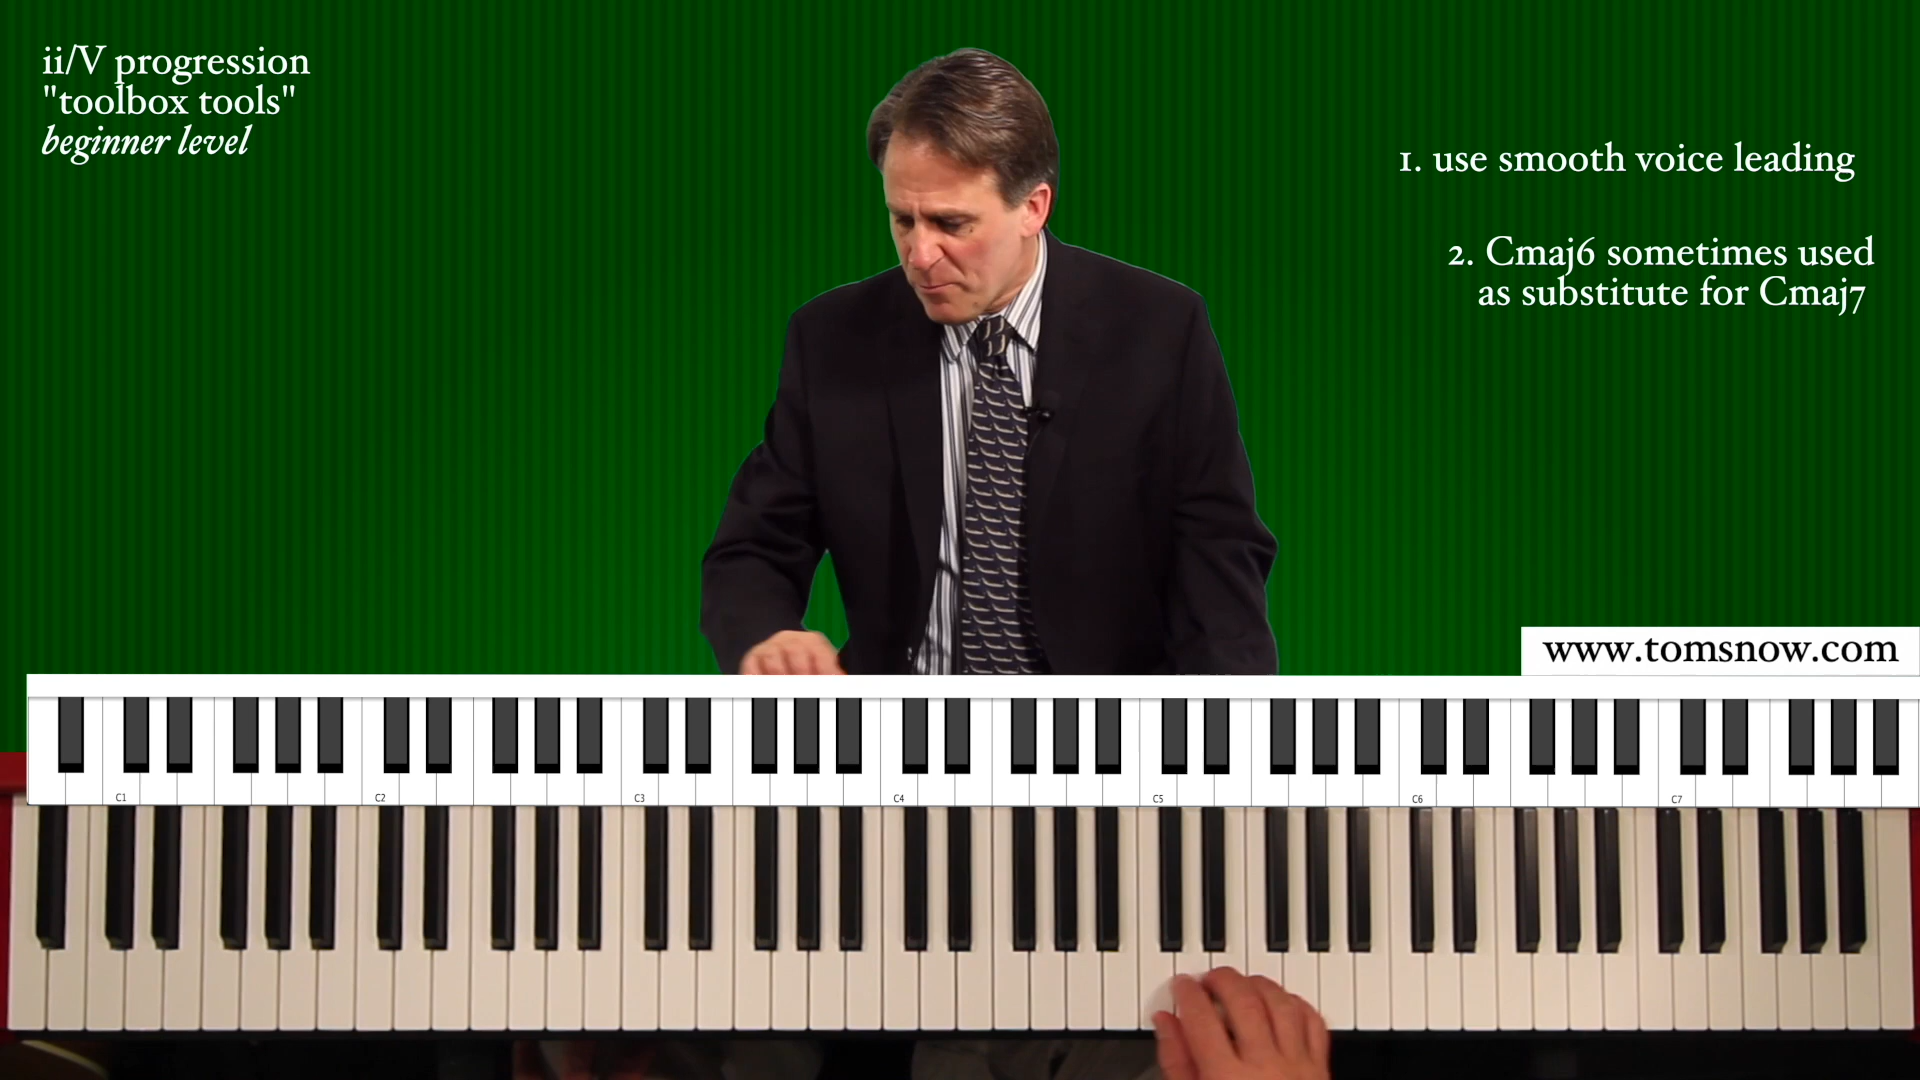 ii/V progression
"toolbox tools"
beginner level
1. use smooth voice leading
2. Cmaj6 sometimes used
as substitute for Cmaj7
www.tomsnow.com
C1 C2 C3 C4 C5 C6 C7